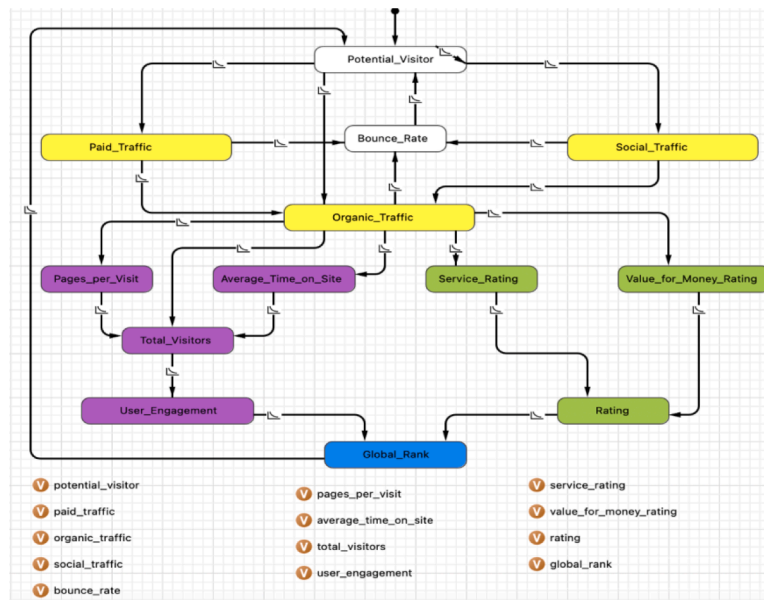 Potential_Visitor
Bounce_Rate
Paid_Traffic
Social_Traffic
Organic_Traffic
Pages_per_Visit
Average_Time_on_Site
Service_Rating
Value_for_Money_Rating
Total_Visitors
User_Engagement
Rating
Global_Rank
V potential_visitor
V paid_traffic
V organic_traffic
V social_traffic
V bounce_rate
V pages_per_visit
V average_time_on_site
V total_visitors
V user_engagement
V service_rating
V value_for_money_rating
V rating
V global_rank